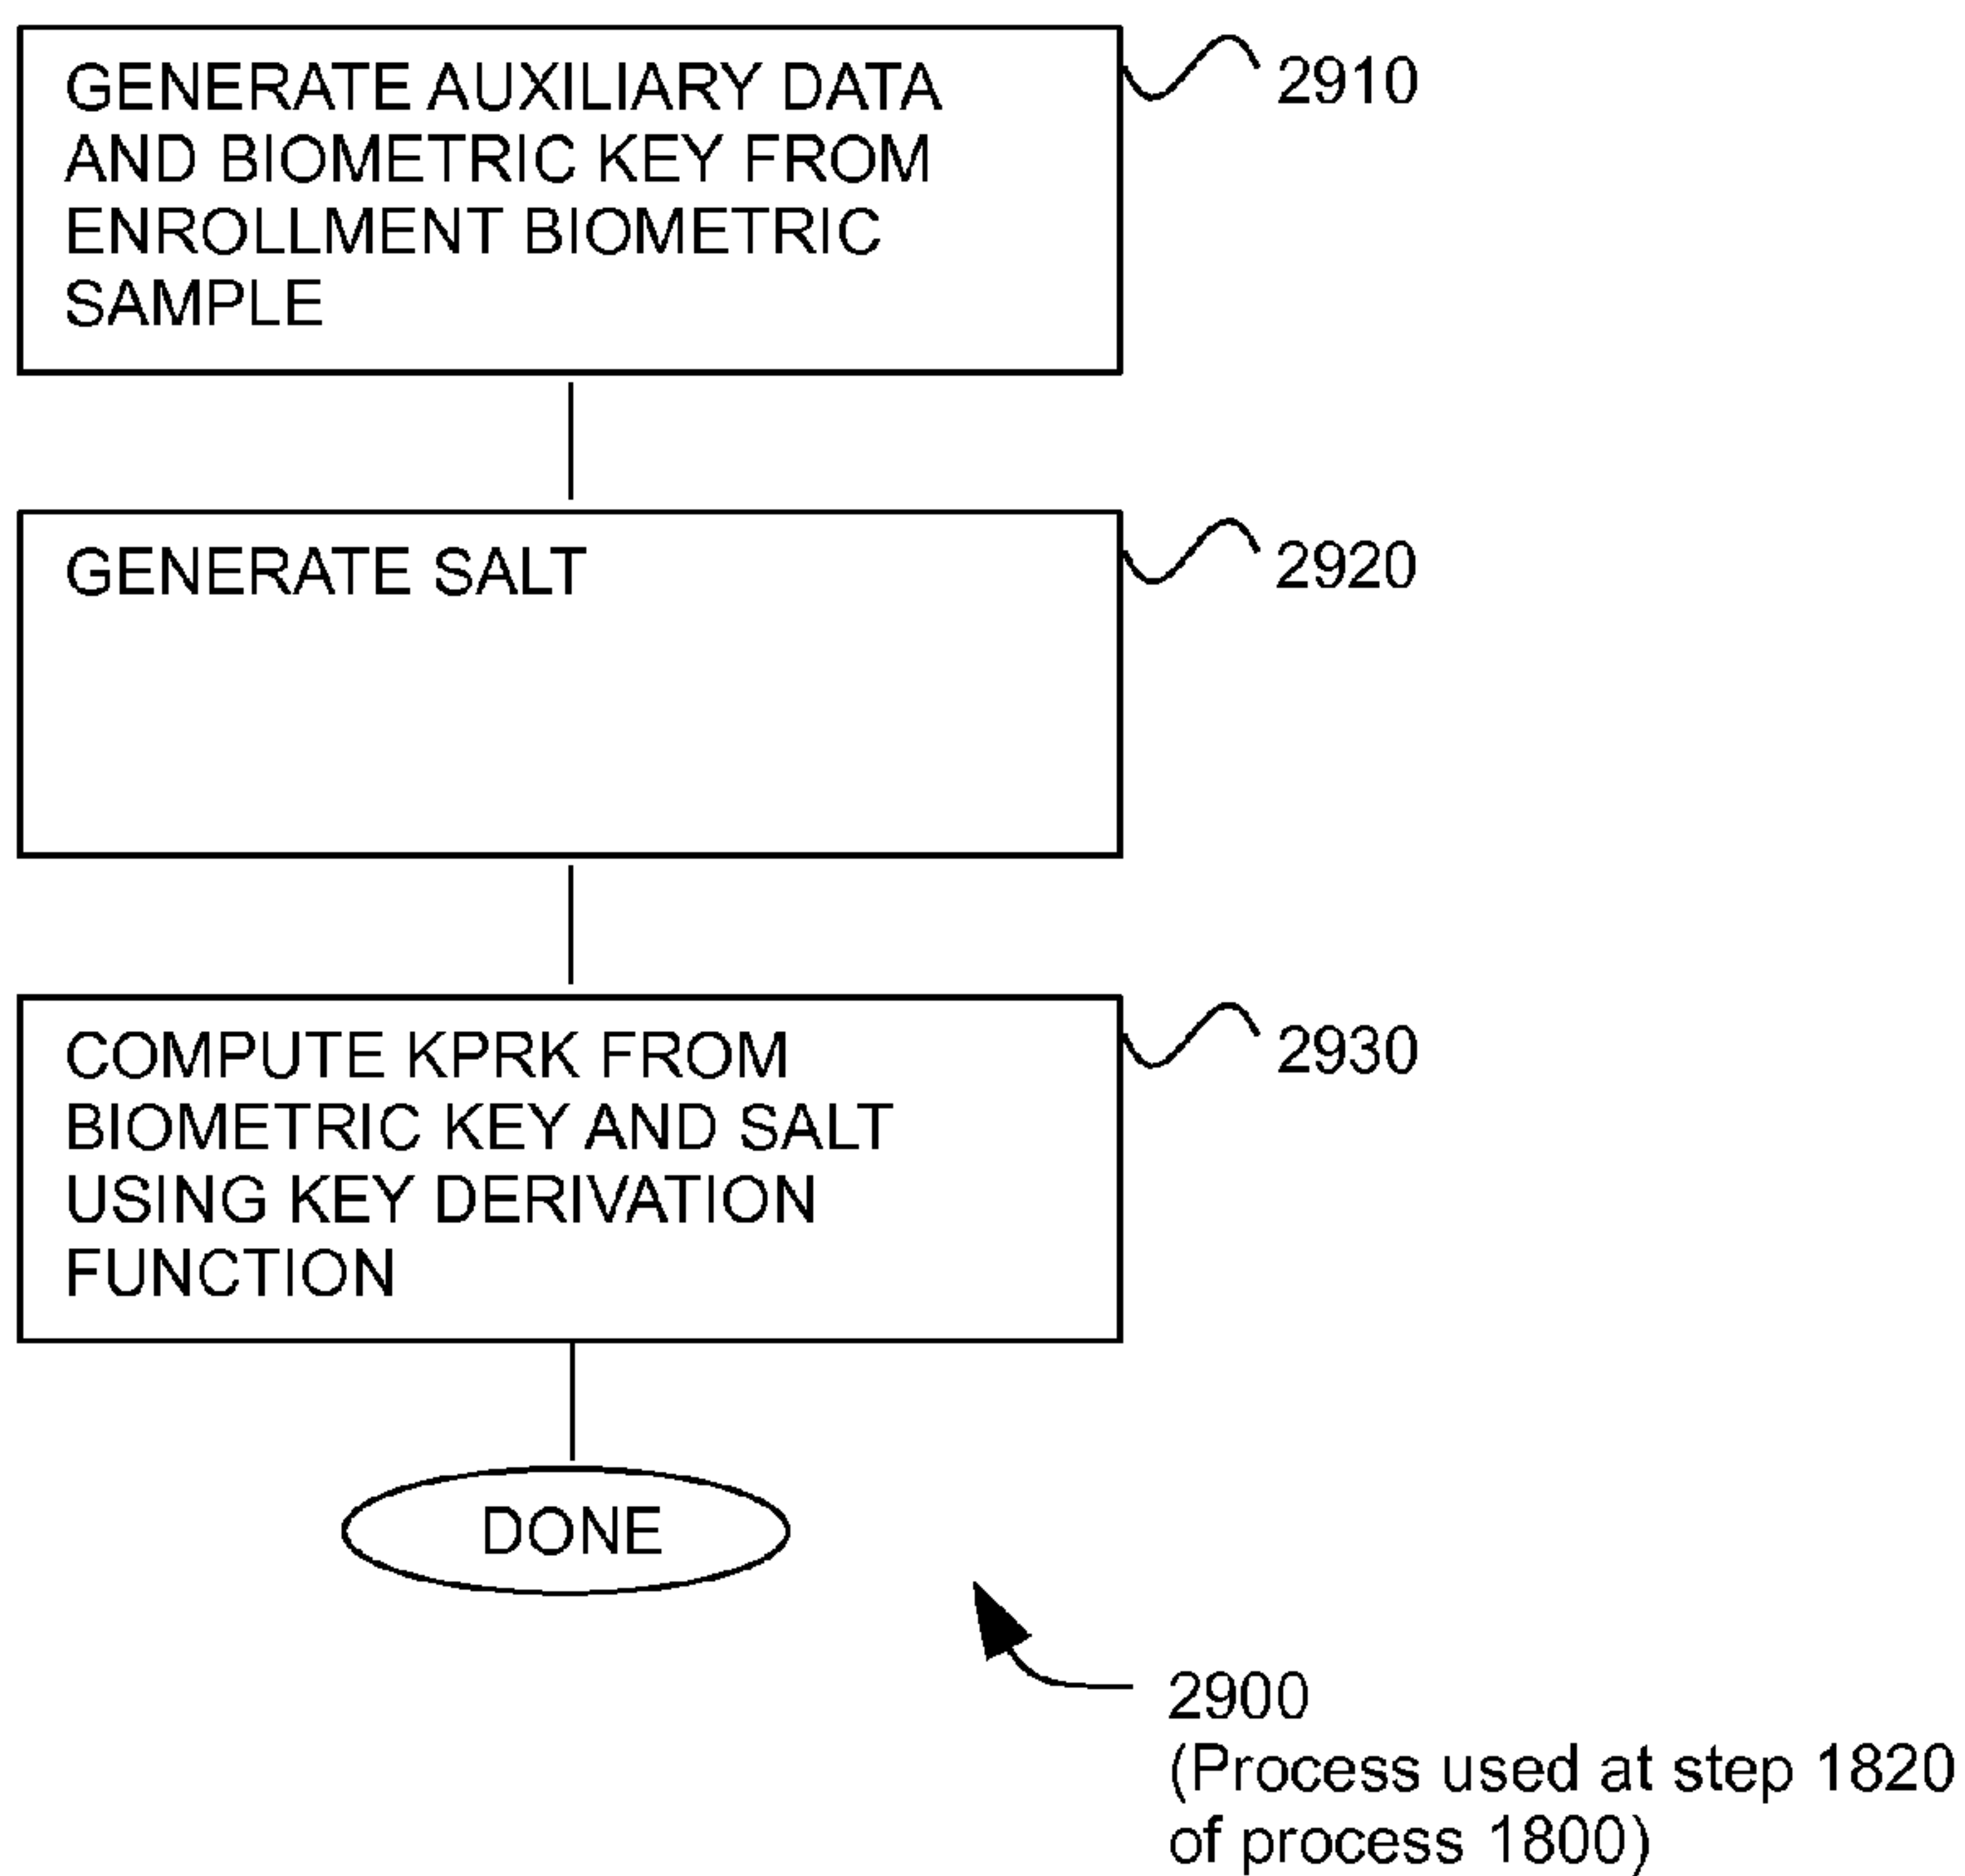 GENERATE AUXILIARY DATA
AND BIOMETRIC KEY FROM
ENROLLMENT BIOMETRIC
SAMPLE
2910
GENERATE SALT
2920
COMPUTE KPRK FROM
BIOMETRIC KEY AND SALT
USING KEY DERIVATION
FUNCTION
2930
DONE
2900
(Process used at step 1820
of process 1800)